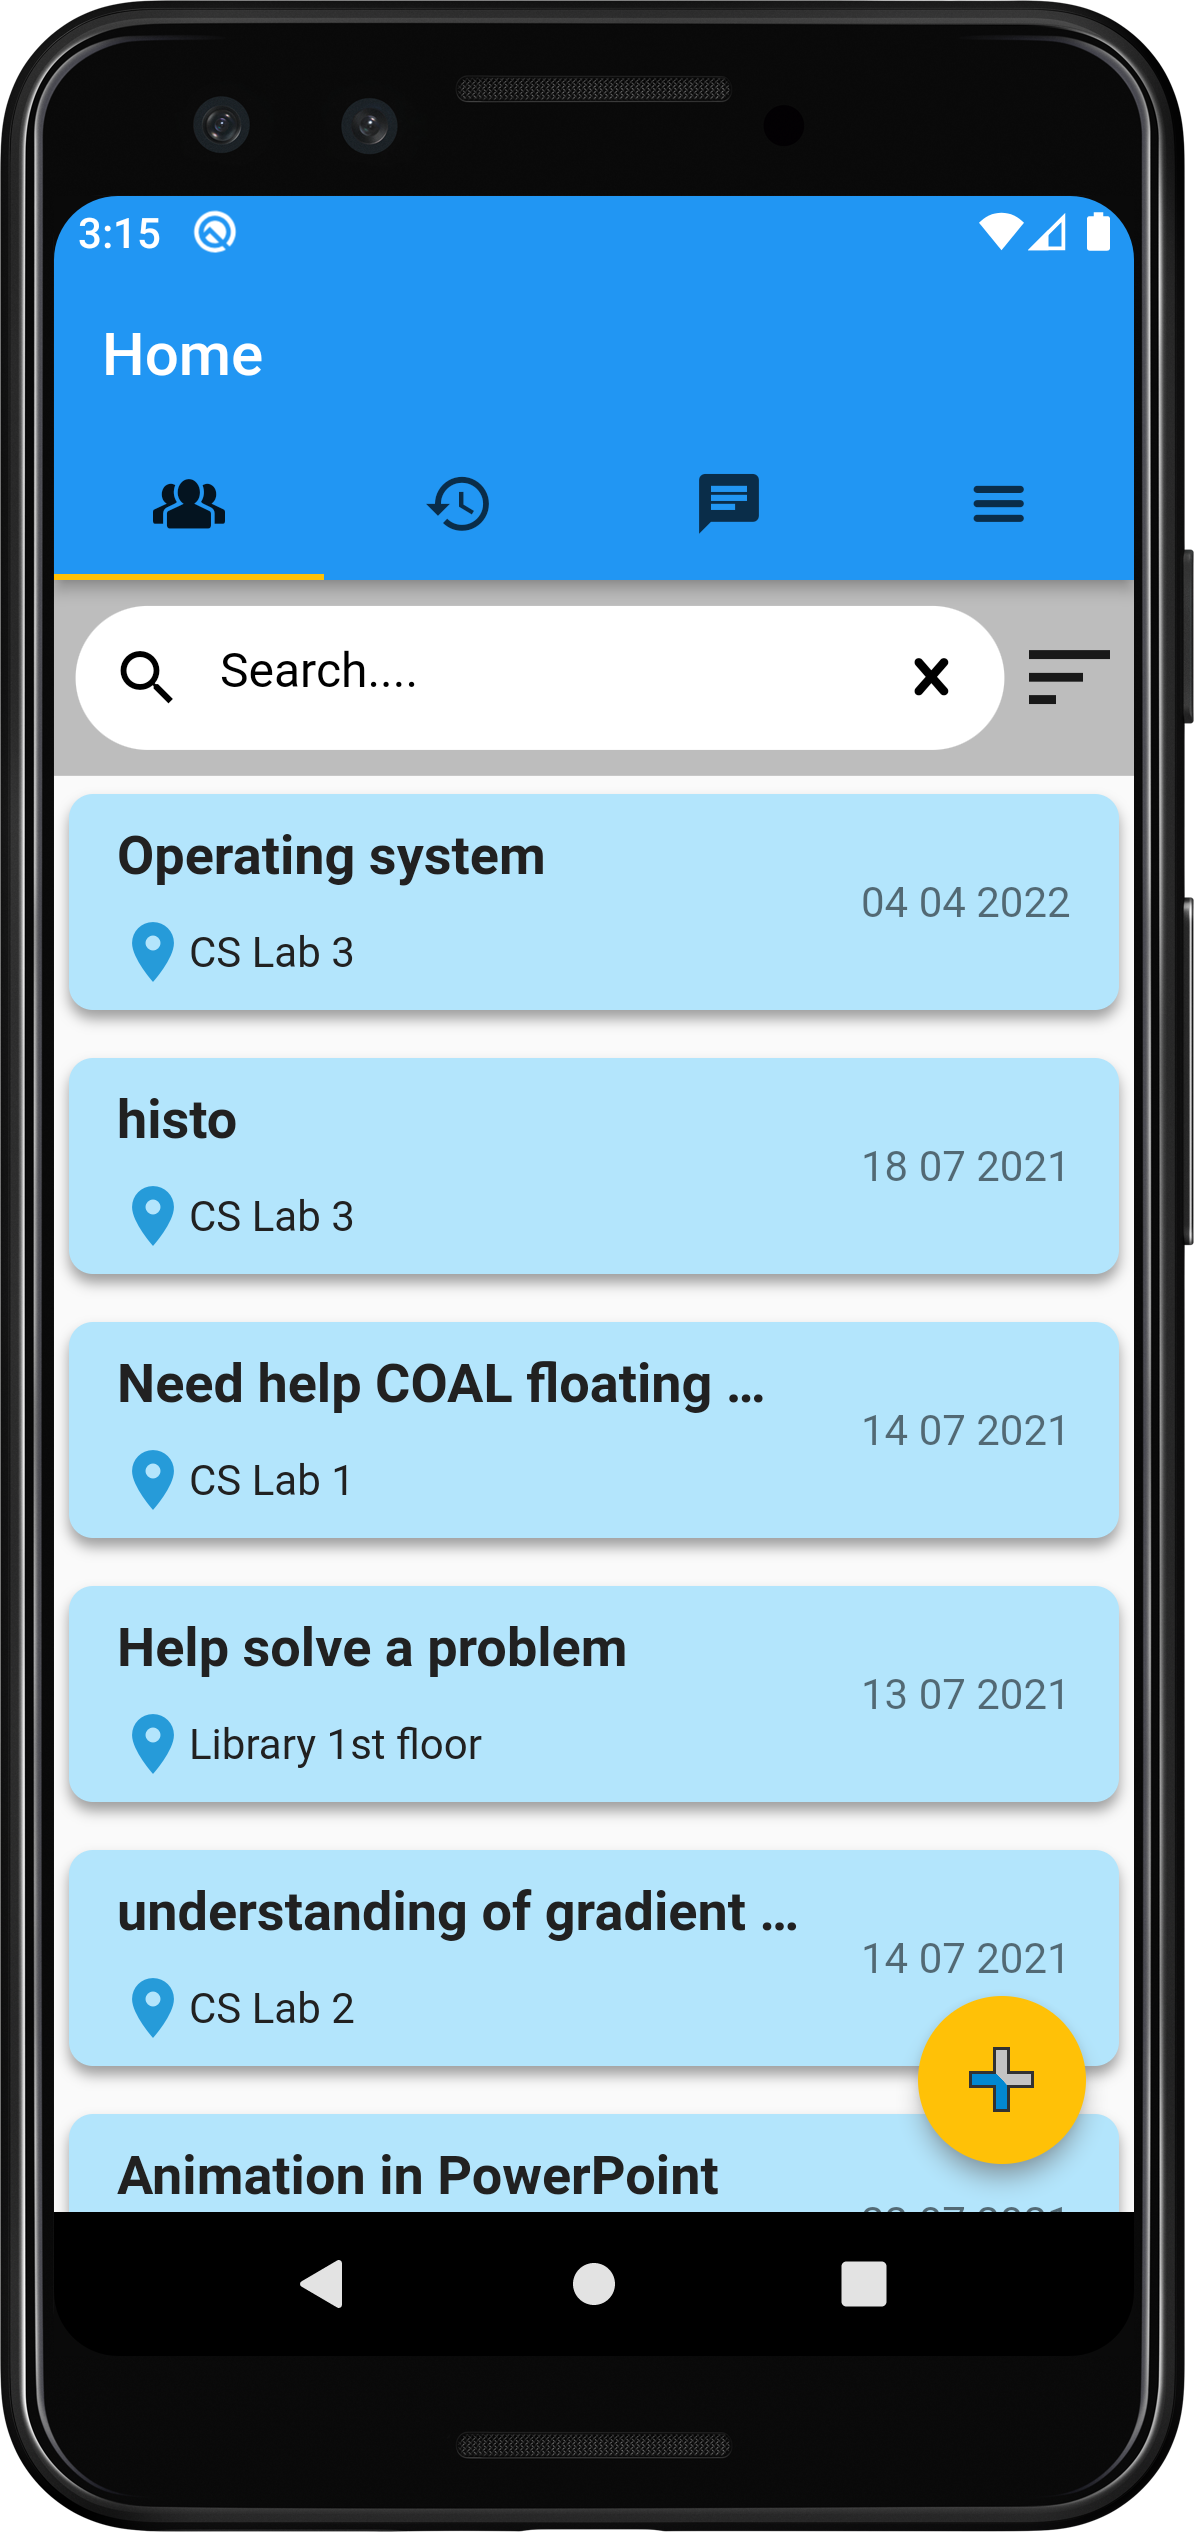 3:15
Home
Search....
Operating system
04 04 2022
CS Lab 3
histo
18 07 2021
CS Lab 3
Need help COAL floating ...
14 07 2021
CS Lab 1
Help solve a problem
13 07 2021
Library 1st floor
understanding of gradient ...
14 07 2021
CS Lab 2
Animation in PowerPoint
07 2021